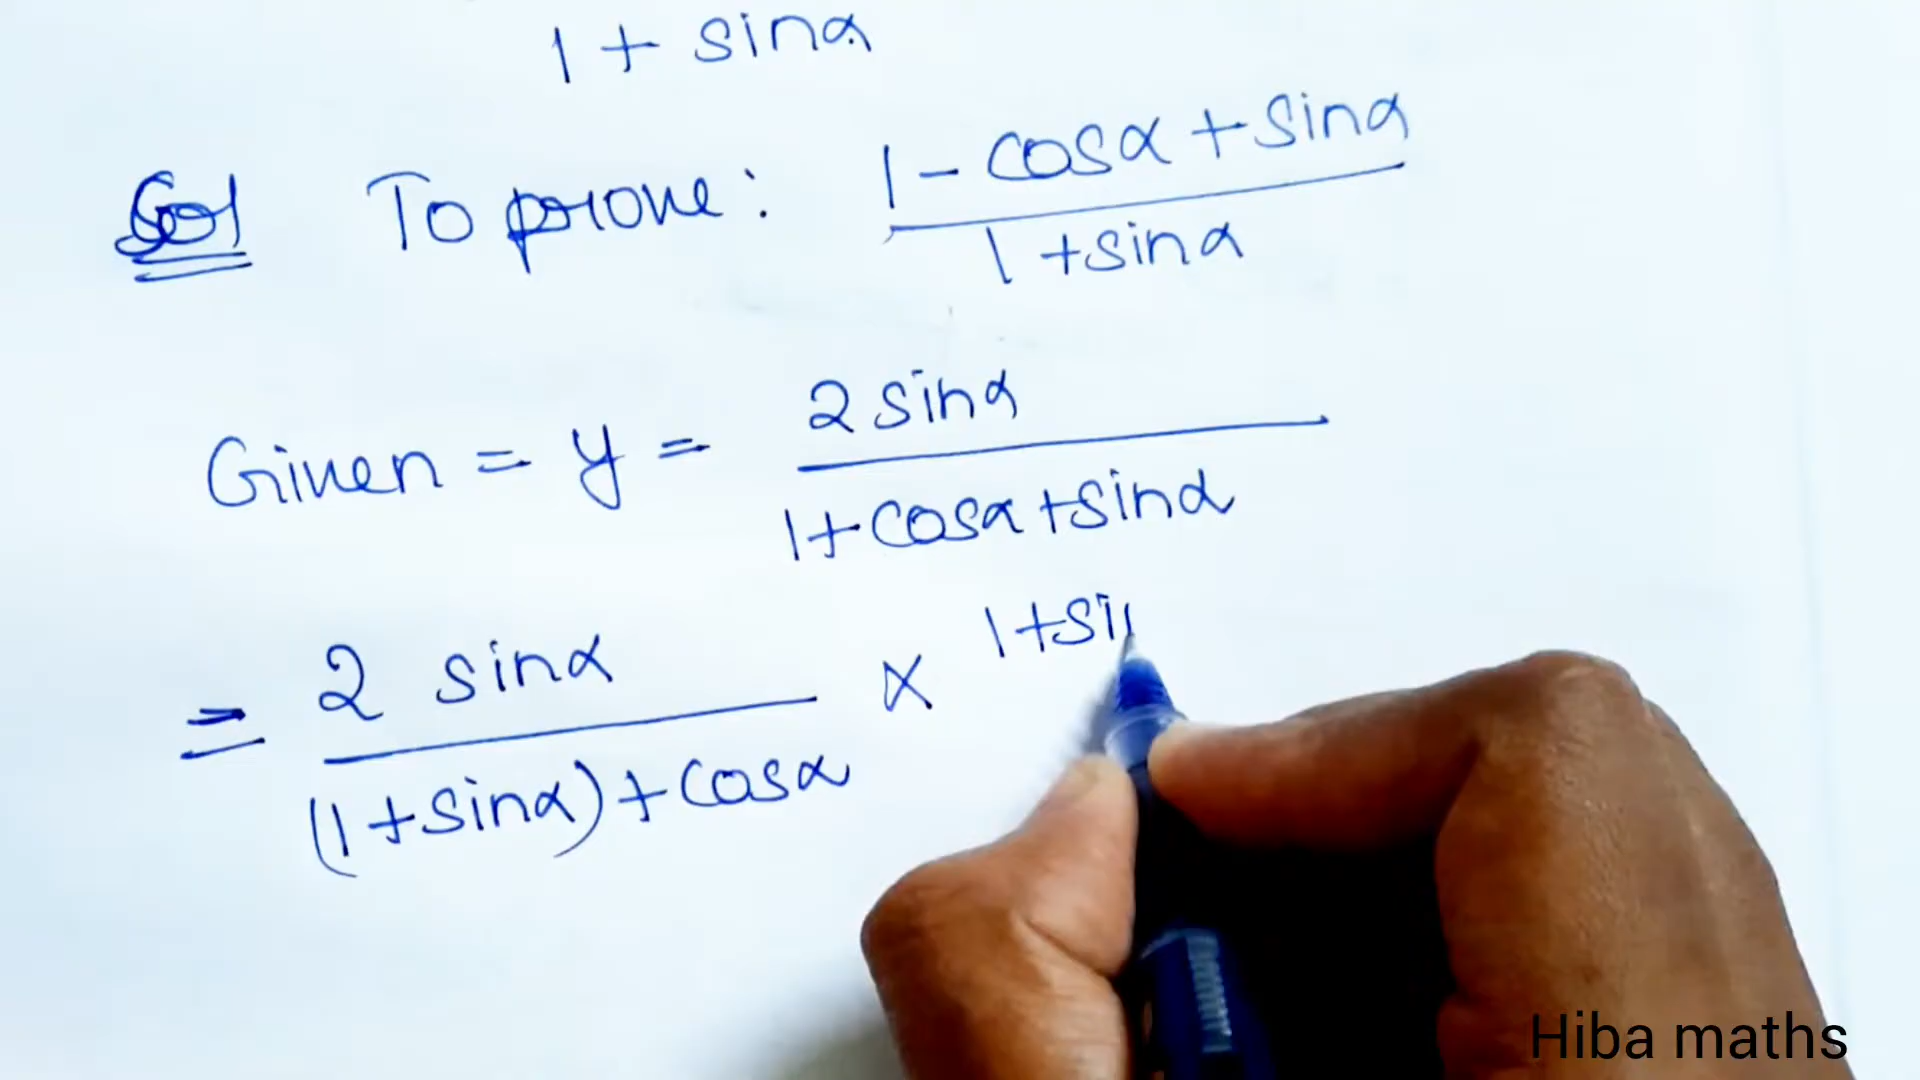 1 + sinα
Sol To prove: 1 - cosα + sinα
1 + sinα
Given = y = 2 sinα
1 + cosα + sinα
= 2 sinα × 1 + sin
(1 + sinα) + cosα
Hiba maths